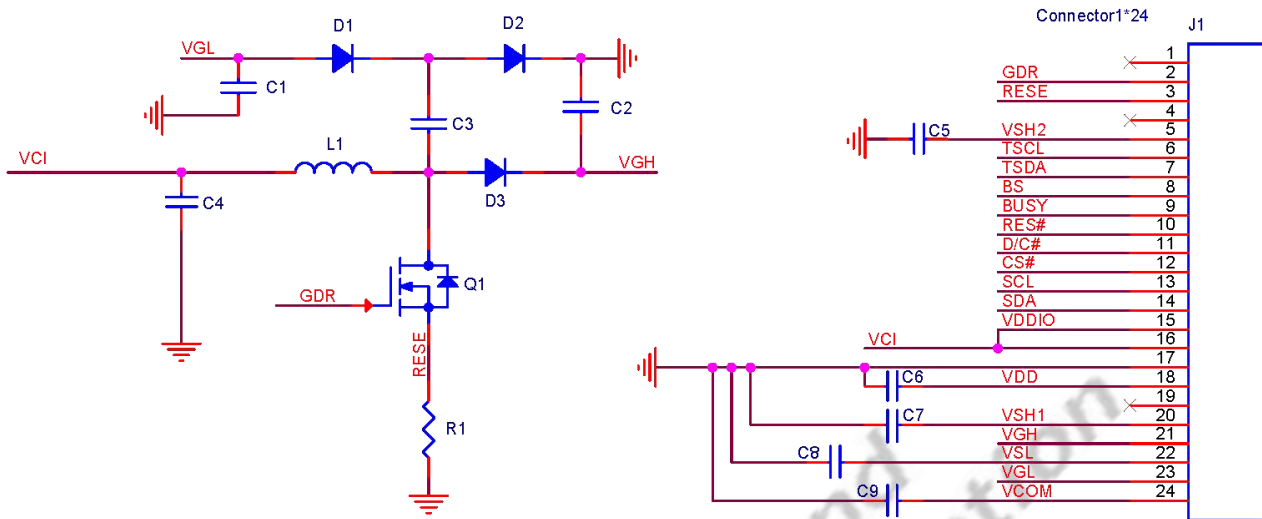 Connector1*24
J1
D1
D2
VGL
C1
C2
C3
VCI
L1
VGH
D3
C4
GDR
Q1
RESE
R1
1
GDR 2
RESE 3
4
C5 VSH2 5
TSCL 6
TSDA 7
BS 8
BUSY 9
RES# 10
D/C# 11
CS# 12
SCL 13
SDA 14
VDDIO 15
VCI 16
17
C6 VDD 18
19
C7 VSH1 20
VGH 21
C8 VSL 22
VGL 23
C9 VCOM 24